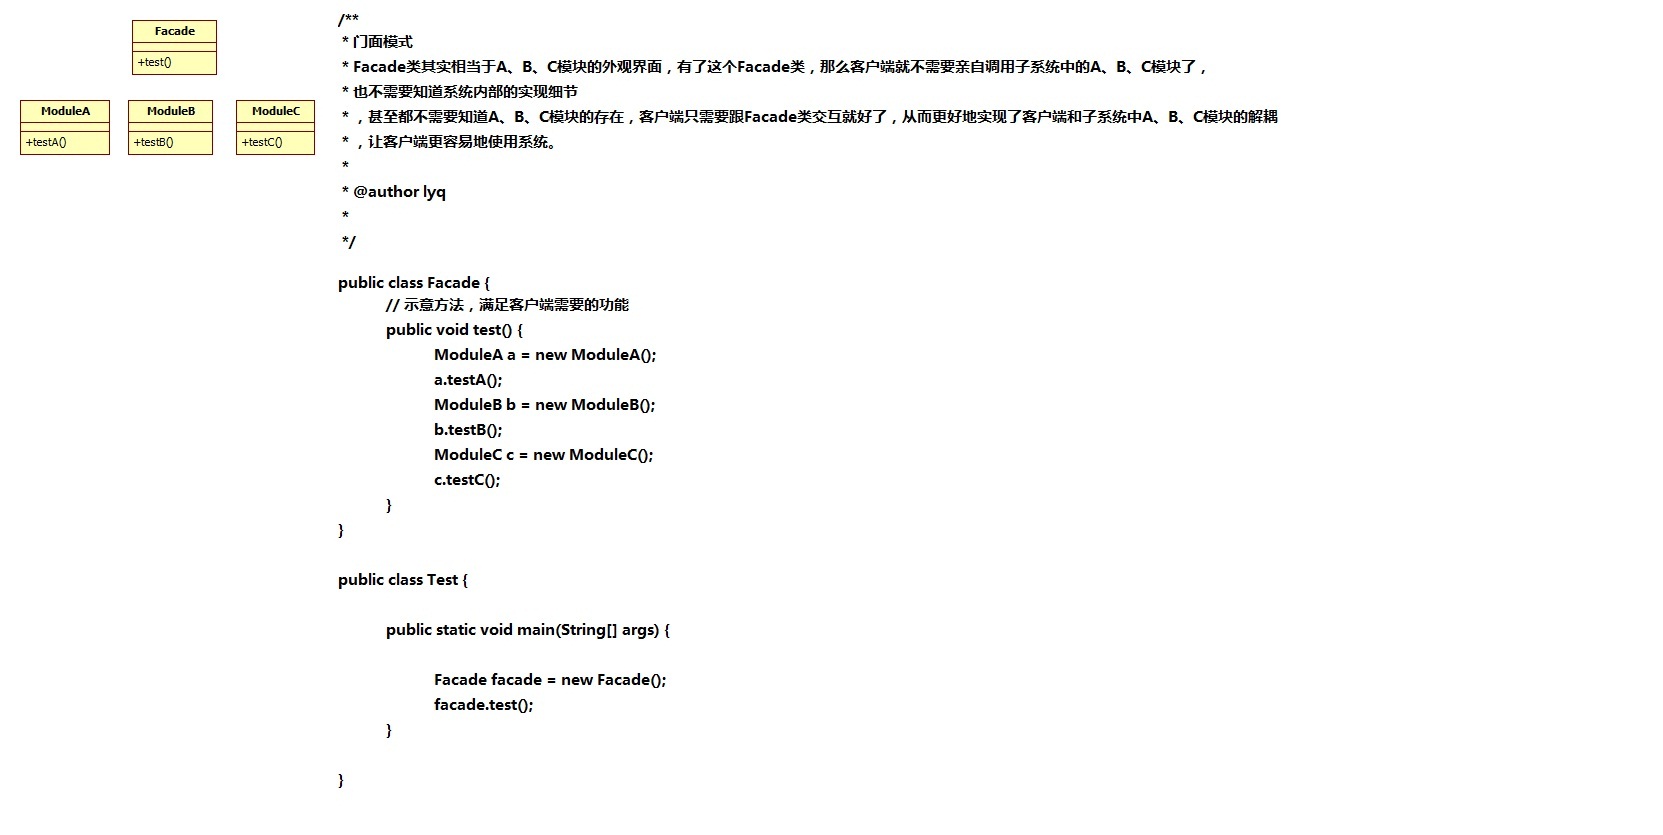 Facade
+test()
ModuleA
+testA()
ModuleB
+testB()
ModuleC
+testC()
/**
* 门面模式
* Facade类其实相当于A、B、C模块的外观界面，有了这个Facade类，那么客户端就不需要亲自调用子系统中的A、B、C模块了，
* 也不需要知道系统内部的实现细节
* ，甚至都不需要知道A、B、C模块的存在，客户端只需要跟Facade类交互就好了，从而更好地实现了客户端和子系统中A、B、C模块的解耦
* ，让客户端更容易地使用系统。
*
* @author lyq
*
*/
public class Facade {
// 示意方法，满足客户端需要的功能
public void test() {
ModuleA a = new ModuleA();
a.testA();
ModuleB b = new ModuleB();
b.testB();
ModuleC c = new ModuleC();
c.testC();
}
}
public class Test {
public static void main(String[] args) {
Facade facade = new Facade();
facade.test();
}
}